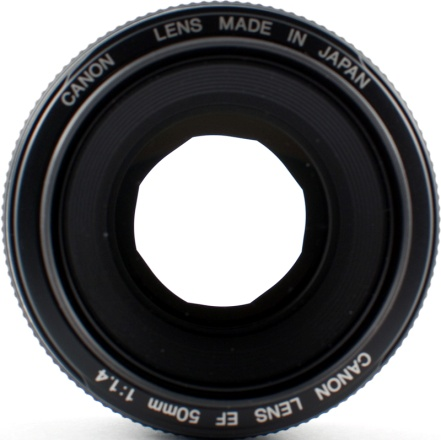 CANON LENS MADE IN JAPAN
CANON LENS EF 50mm 1:1.4